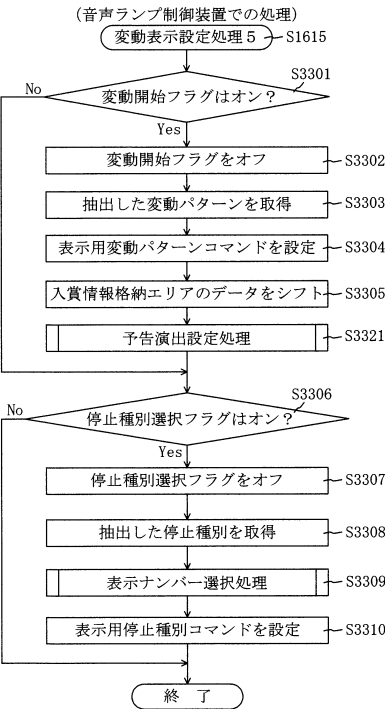 (音声ランプ制御装置での処理)
変動表示設定処理5 S1615
S3301
変動開始フラグはオン?
No
Yes
変動開始フラグをオフ S3302
抽出した変動パターンを取得 S3303
表示用変動パターンコマンドを設定 S3304
入賞情報格納エリアのデータをシフト S3305
予告演出設定処理 S3321
S3306
停止種別選択フラグはオン?
No
Yes
停止種別選択フラグをオフ S3307
抽出した停止種別を取得 S3308
表示ナンバー選択処理 S3309
表示用停止種別コマンドを設定 S3310
終 了